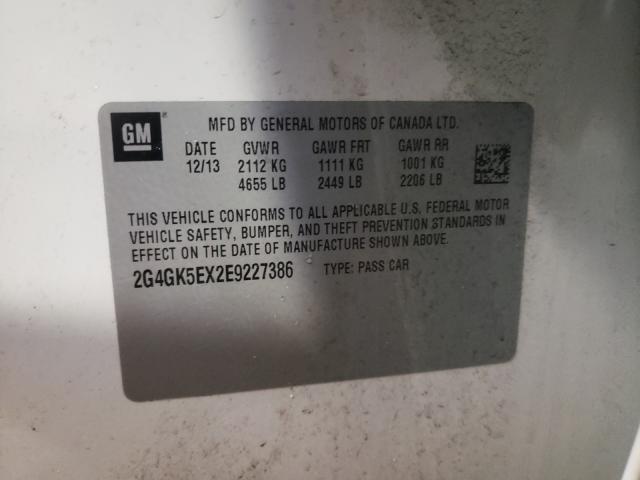 GM
MFD BY GENERAL MOTORS OF CANADA LTD.
DATE GVWR GAWR FRT GAWR RR
12/13 2112 KG 1111 KG 1001 KG
4655 LB 2449 LB 2206 LB
THIS VEHICLE CONFORMS TO ALL APPLICABLE U.S. FEDERAL MOTOR
VEHICLE SAFETY, BUMPER, AND THEFT PREVENTION STANDARDS IN
EFFECT ON THE DATE OF MANUFACTURE SHOWN ABOVE.
2G4GK5EX2E9227386 TYPE: PASS CAR